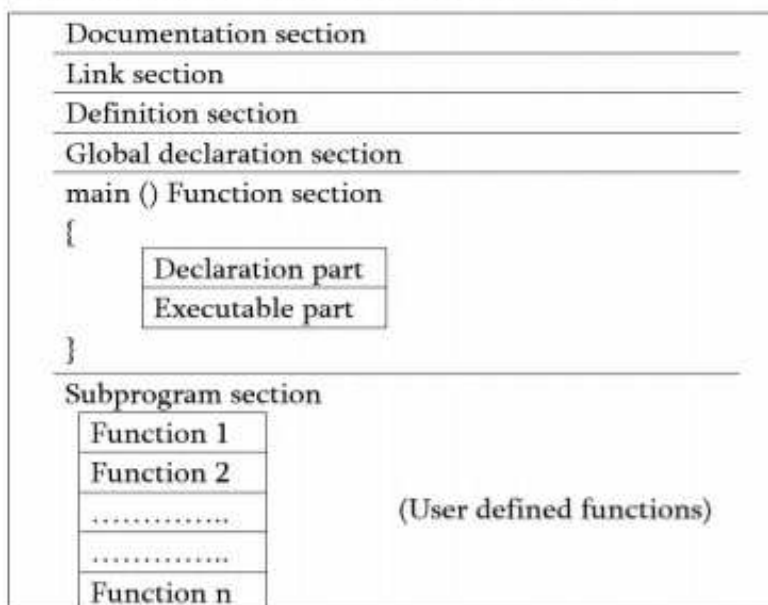 Documentation section
Link section
Definition section
Global declaration section
main () Function section
{
Declaration part
Executable part
}
Subprogram section
Function 1
Function 2
..............
(User defined functions)
..............
Function n